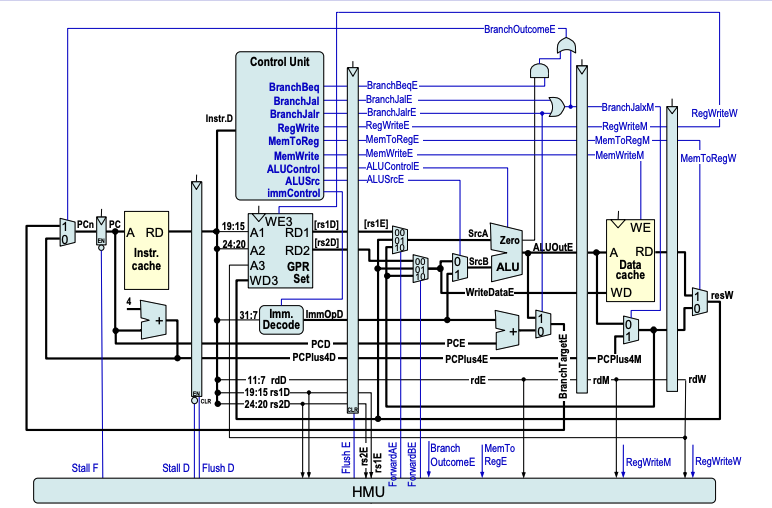 BranchOutcomeE
Control Unit
BranchBeq
BranchBeqE
BranchJal
BranchJalE
BranchJalxM
BranchJalr
BranchJalrE
RegWriteW
Instr.D
RegWrite
RegWriteE
RegWriteM
MemToReg
MemToRegE
MemToRegM
MemWrite
MemWriteE
MemWriteM
MemToRegW
ALUControl
ALUControlE
ALUSrc
ALUSrcE
immControl
1
0
PCn
PC
EN
A
RD
Instr.
cache
19:15
24:20
WE3
A1
RD1
A2
RD2
A3
GPR
WD3
Set
[rs1D]
[rs2D]
[rs1E]
00
01
10
00
01
10
SrcA
SrcB
0
1
Zero
ALU
ALUOutE
WriteDataE
WE
A
RD
Data
cache
WD
1
0
resW
4
+
31:7
Imm.
Decode
ImmOpD
+
1
0
0
1
PCD
PCE
PCPlus4D
PCPlus4E
PCPlus4M
BranchTargetE
11:7 rdD
rdE
rdM
rdW
19:15 rs1D
24:20 rs2D
EN
CLR
CLR
Stall F
Stall D
Flush D
Flush E
rs2E
rs1E
ForwardAE
ForwardBE
Branch
OutcomeE
MemTo
RegE
RegWriteM
RegWriteW
HMU